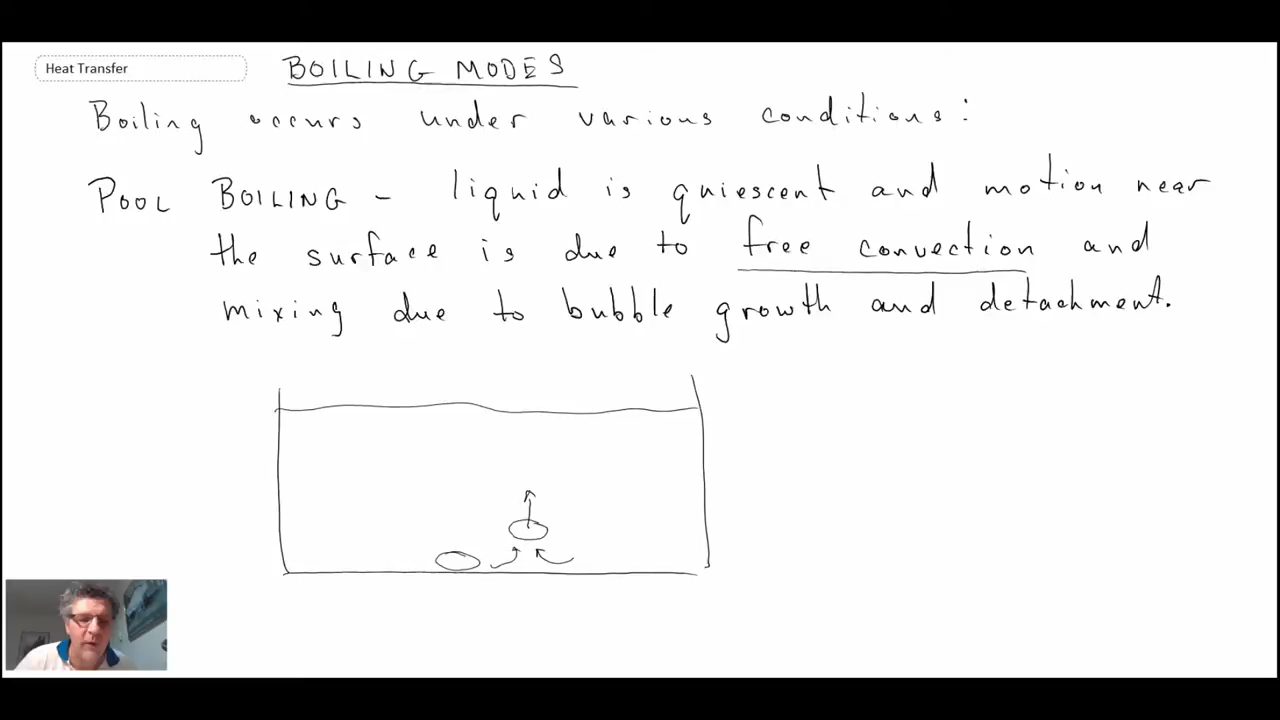 Heat Transfer
BOILING MODES
Boiling occurs under various conditions:
POOL BOILING - liquid is quiescent and motion near
the surface is due to free convection and
mixing due to bubble growth and detachment.